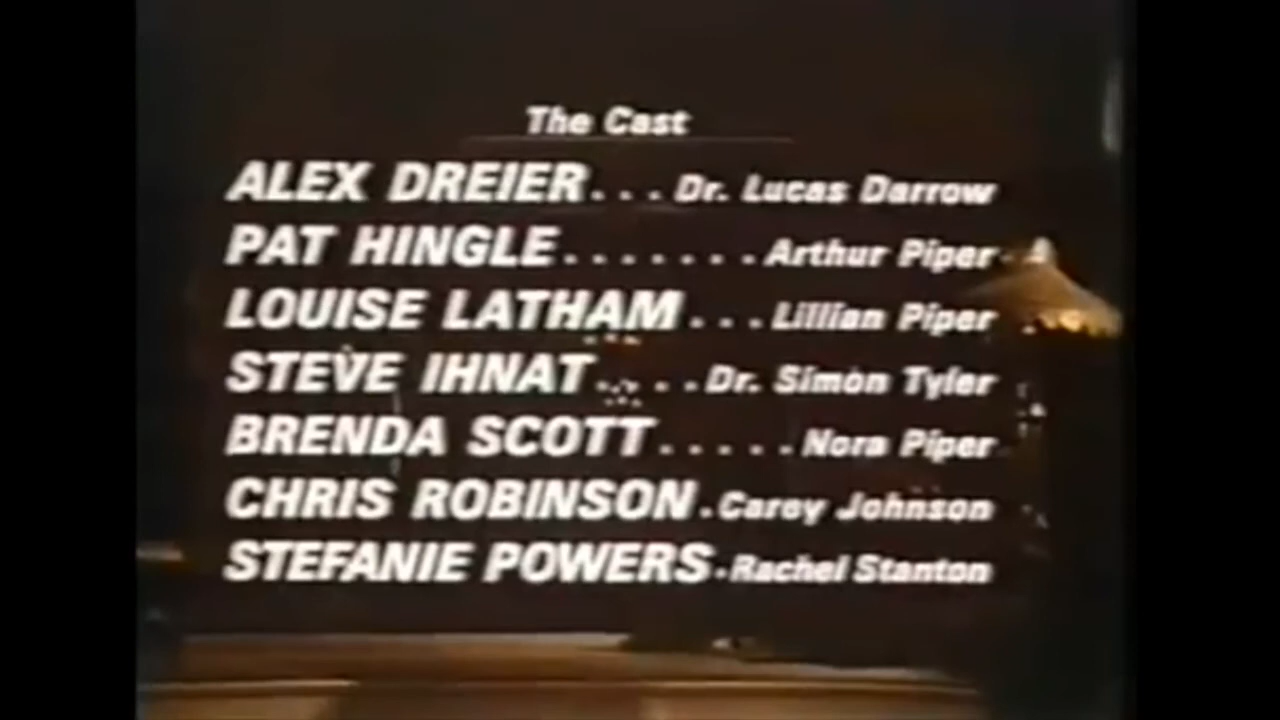 The Cast
ALEX DREIER. . . Dr. Lucas Darrow
PAT HINGLE. . . . . . . Arthur Piper
LOUISE LATHAM. . . Lillian Piper
STEVE IHNAT. . . . Dr. Simon Tyler
BRENDA SCOTT. . . . . Nora Piper
CHRIS ROBINSON. Carey Johnson
STEFANIE POWERS. Rachel Stanton